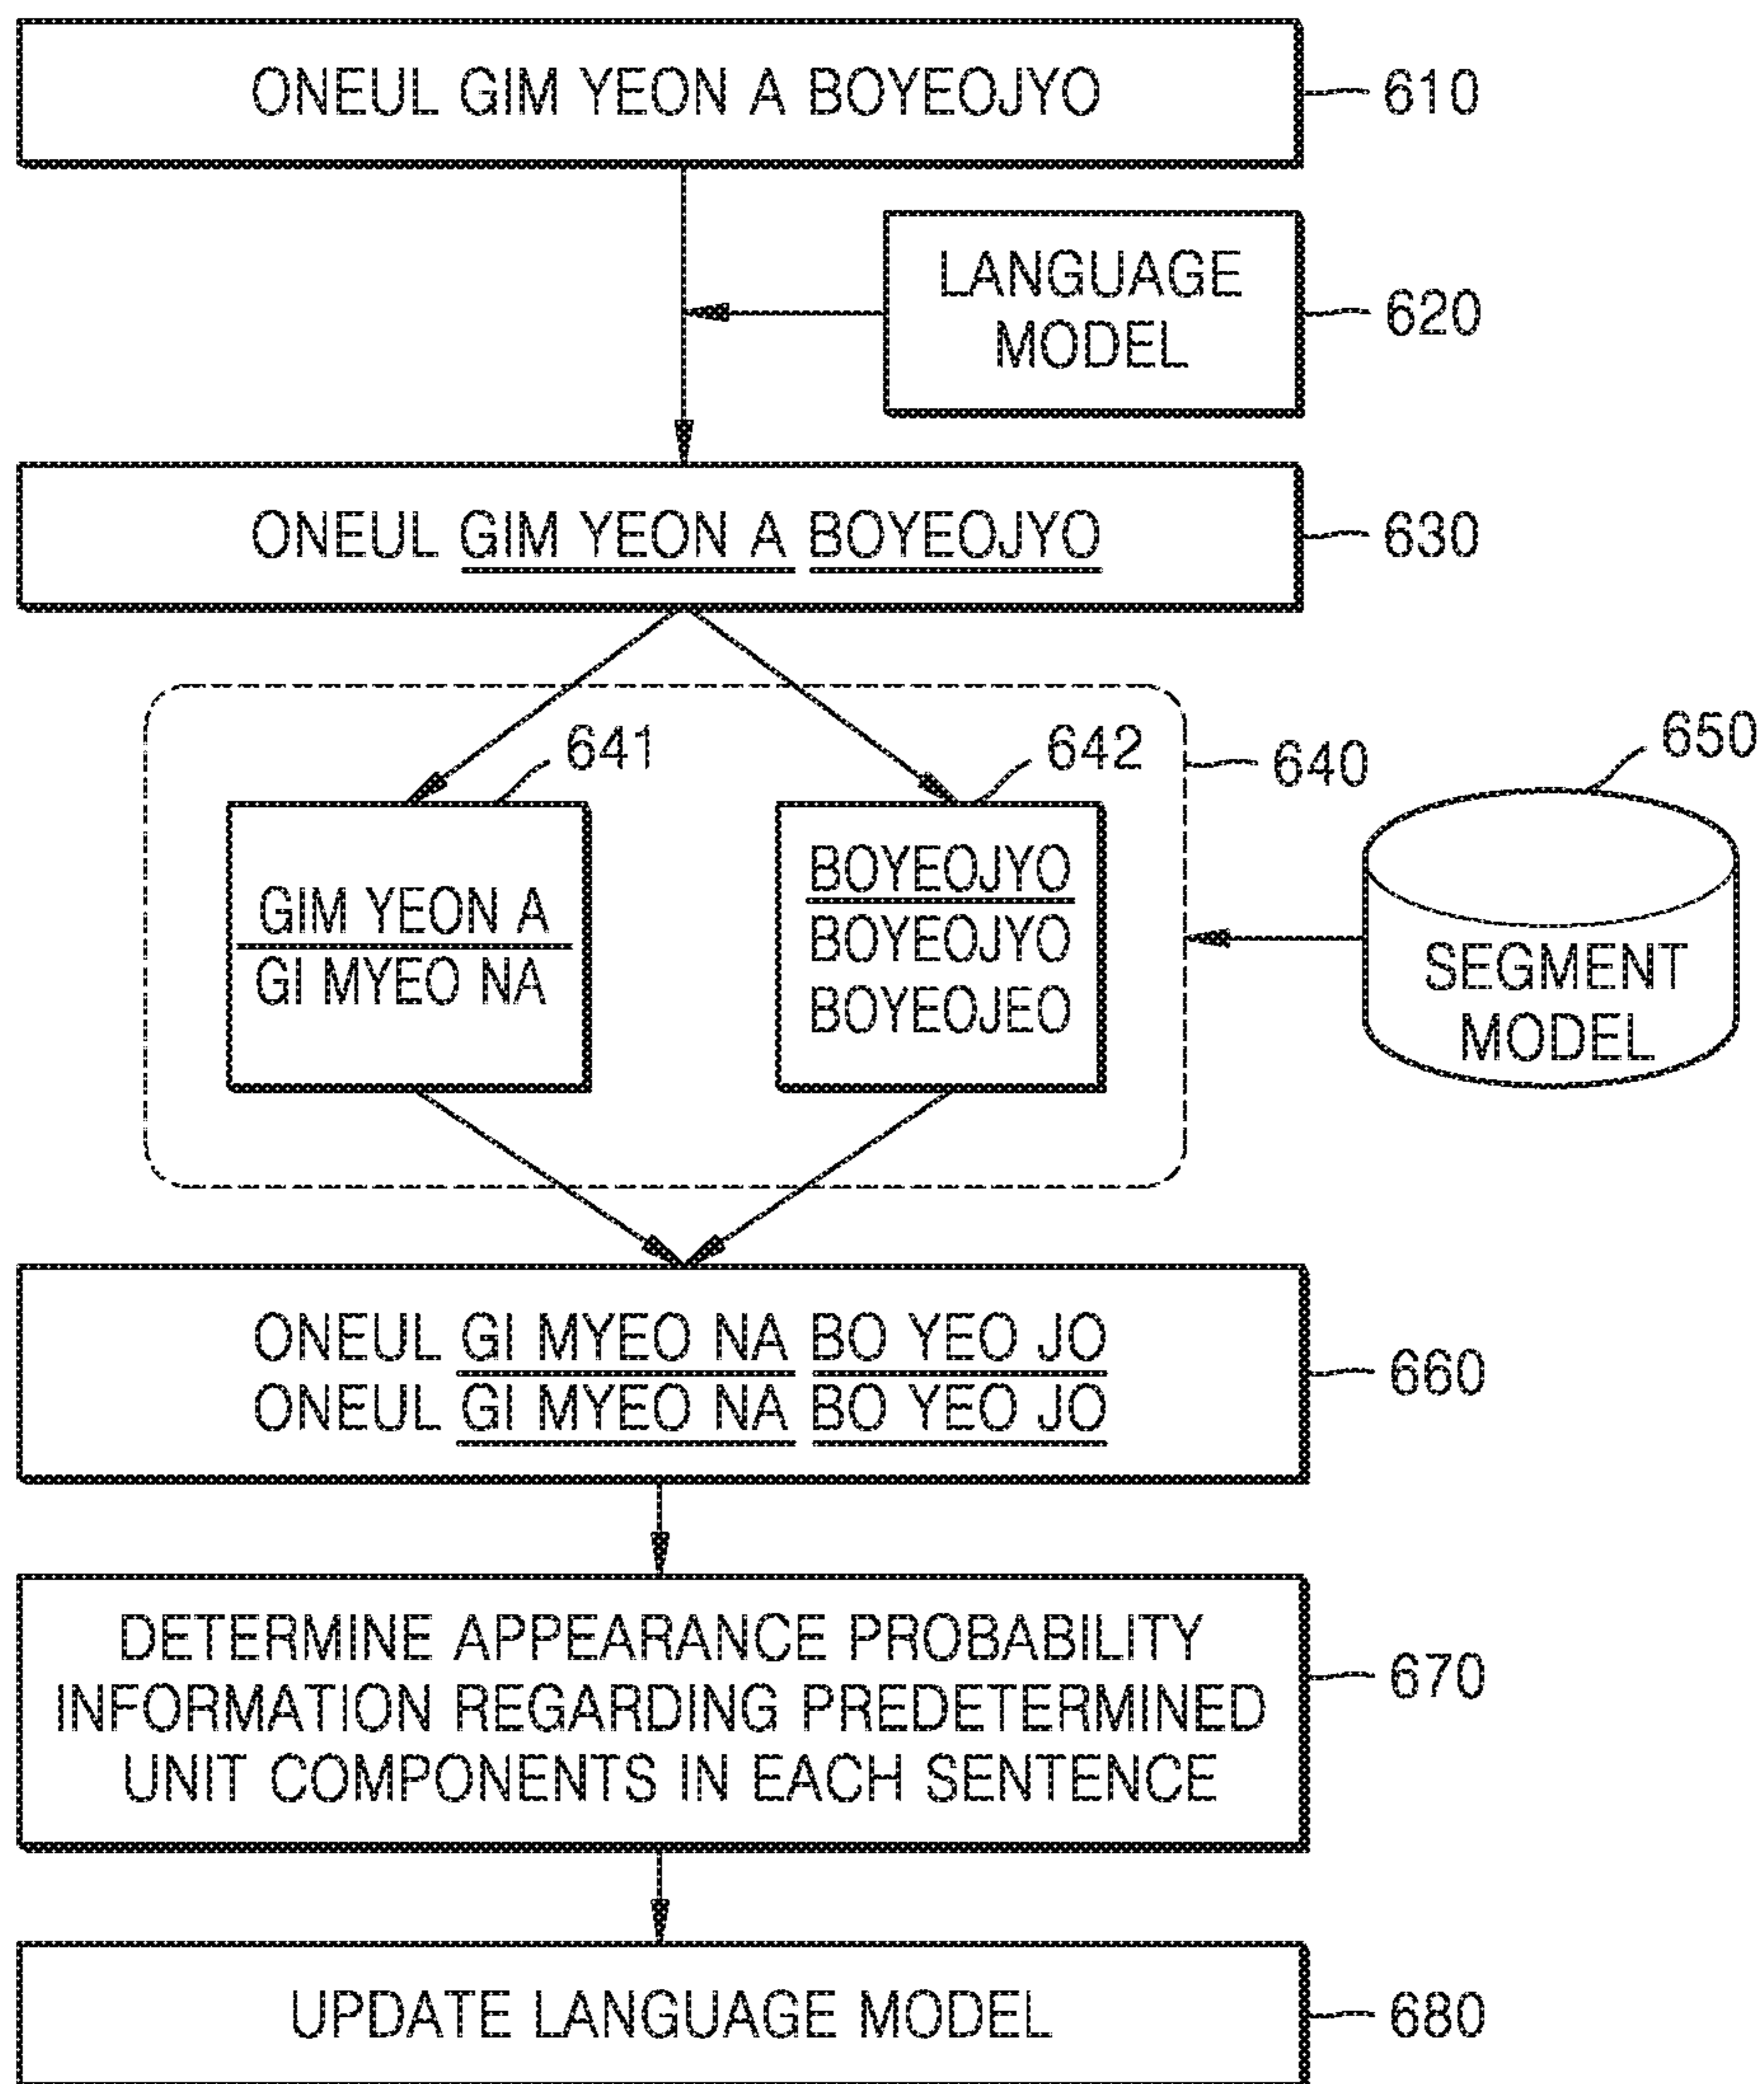 ONEUL GIM YEON A BOYEOJYO
610
LANGUAGE
MODEL
620
ONEUL GIM YEON A BOYEOJYO
630
641
642
640
650
GIM YEON A
GI MYEO NA
BOYEOJYO
BOYEOJYO
BOYEOJEO
SEGMENT
MODEL
ONEUL GI MYEO NA BO YEO JO
ONEUL GI MYEO NA BO YEO JO
660
DETERMINE APPEARANCE PROBABILITY
INFORMATION REGARDING PREDETERMINED
UNIT COMPONENTS IN EACH SENTENCE
670
UPDATE LANGUAGE MODEL
680